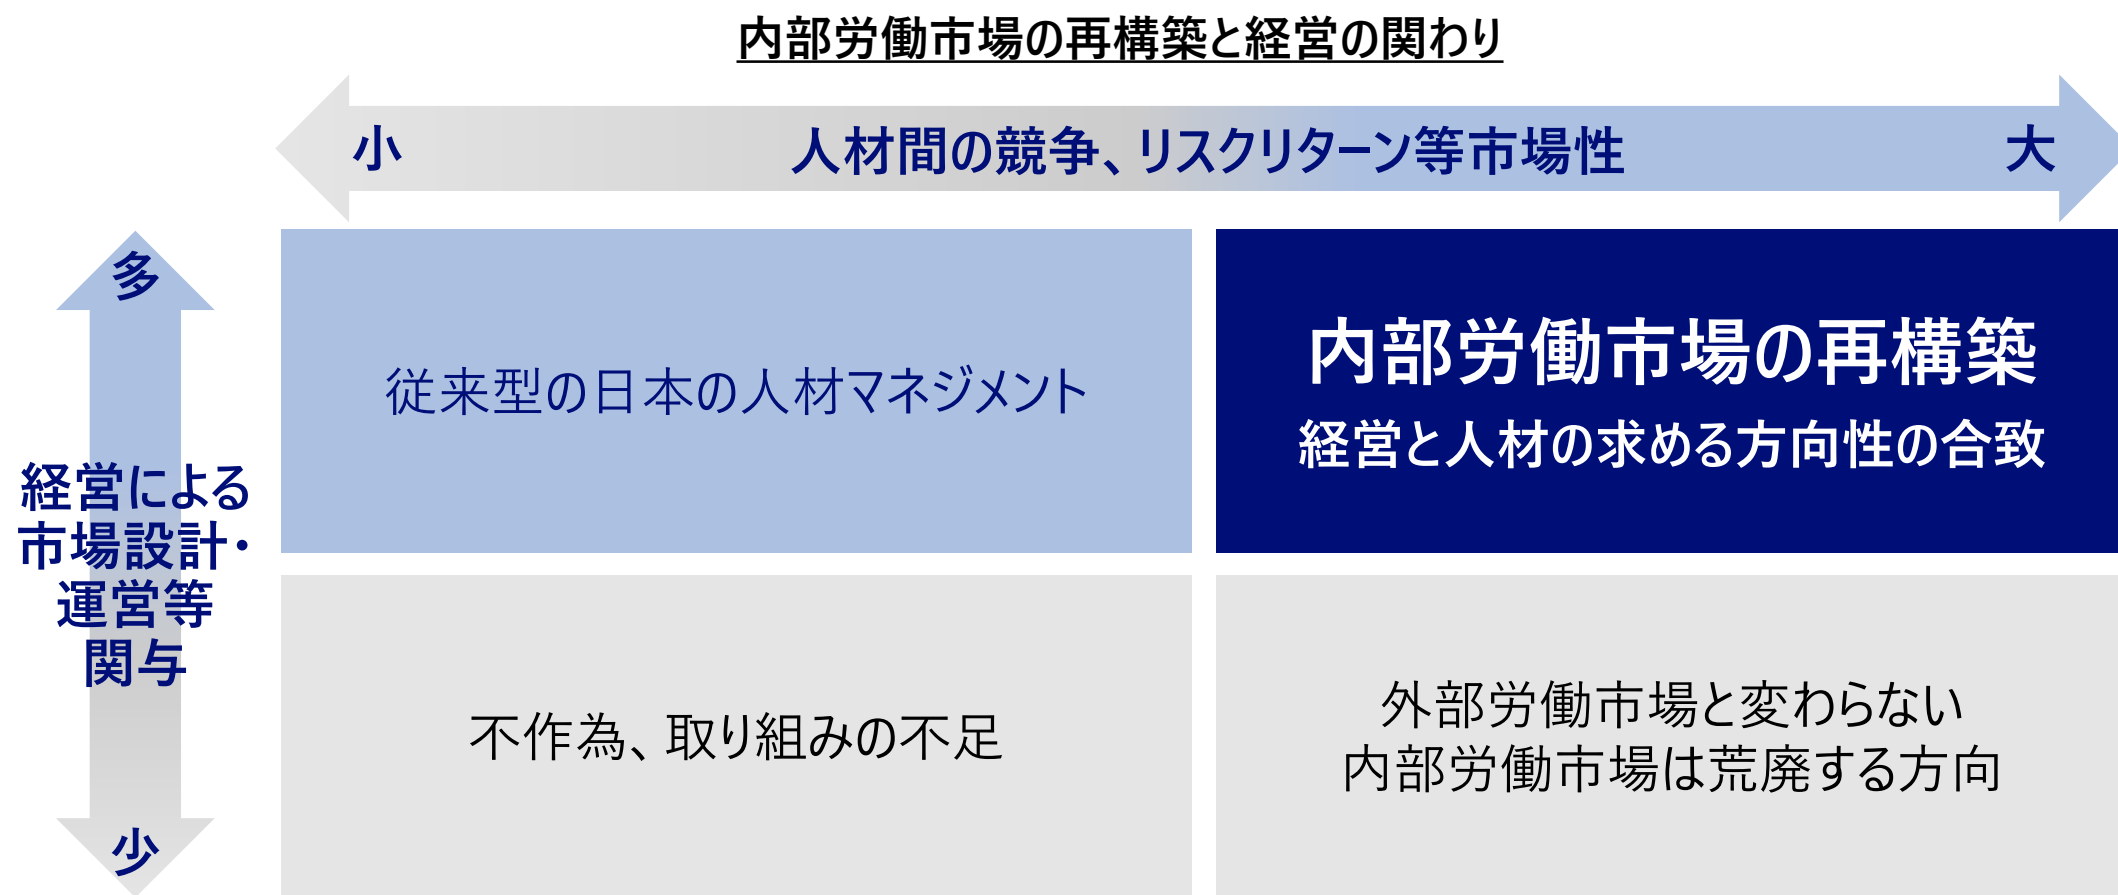 内部労働市場の再構築と経営の関わり
小
人材間の競争、リスクリターン等市場性
大
多
経営による
市場設計・
運営等
関与
少
従来型の日本の人材マネジメント
内部労働市場の再構築
経営と人材の求める方向性の合致
不作為、取り組みの不足
外部労働市場と変わらない
内部労働市場は荒廃する方向